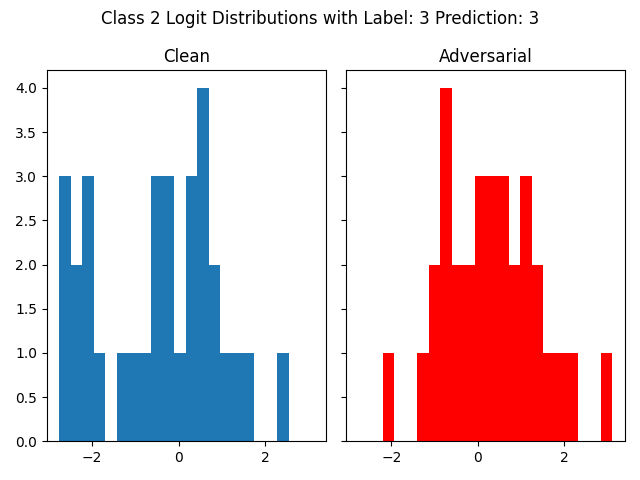 Class 2 Logit Distributions with Label: 3 Prediction: 3
Clean
Adversarial
4.0
3.5
3.0
2.5
2.0
1.5
1.0
0.5
0.0
−2 0 2
−2 0 2